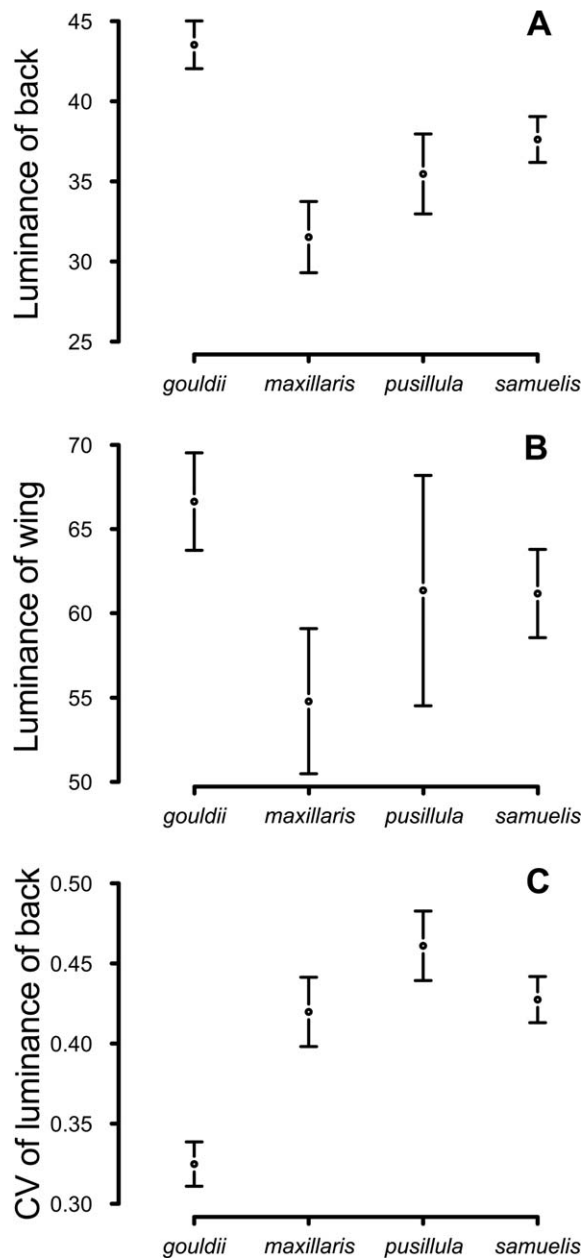 A
Luminance of back
45
40
35
30
25
gouldii maxillaris pusillula samuelis
B
Luminance of wing
70
65
60
55
50
gouldii maxillaris pusillula samuelis
C
CV of luminance of back
0.50
0.45
0.40
0.35
0.30
gouldii maxillaris pusillula samuelis